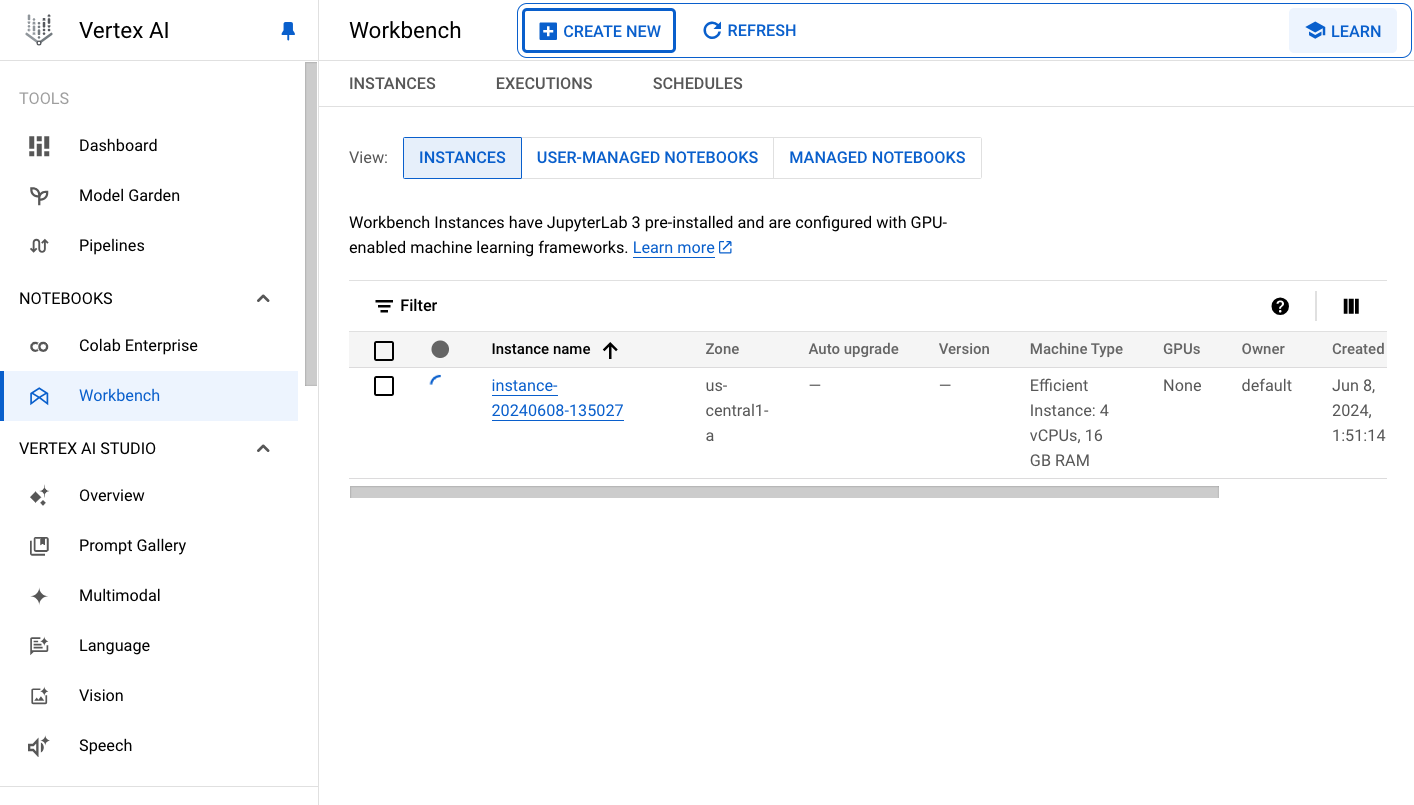 Vertex AI
Workbench
CREATE NEW
REFRESH
LEARN
TOOLS
Dashboard
Model Garden
Pipelines
NOTEBOOKS
Colab Enterprise
Workbench
VERTEX AI STUDIO
Overview
Prompt Gallery
Multimodal
Language
Vision
Speech
INSTANCES
EXECUTIONS
SCHEDULES
View:
INSTANCES
USER-MANAGED NOTEBOOKS
MANAGED NOTEBOOKS
Workbench Instances have JupyterLab 3 pre-installed and are configured with GPU-
enabled machine learning frameworks. Learn more
Filter
Instance name
Zone
Auto upgrade
Version
Machine Type
GPUs
Owner
Created
instance-
20240608-135027
us-
central1-
a
—
—
Efficient
Instance: 4
vCPUs, 16
GB RAM
None
default
Jun 8,
2024,
1:51:14